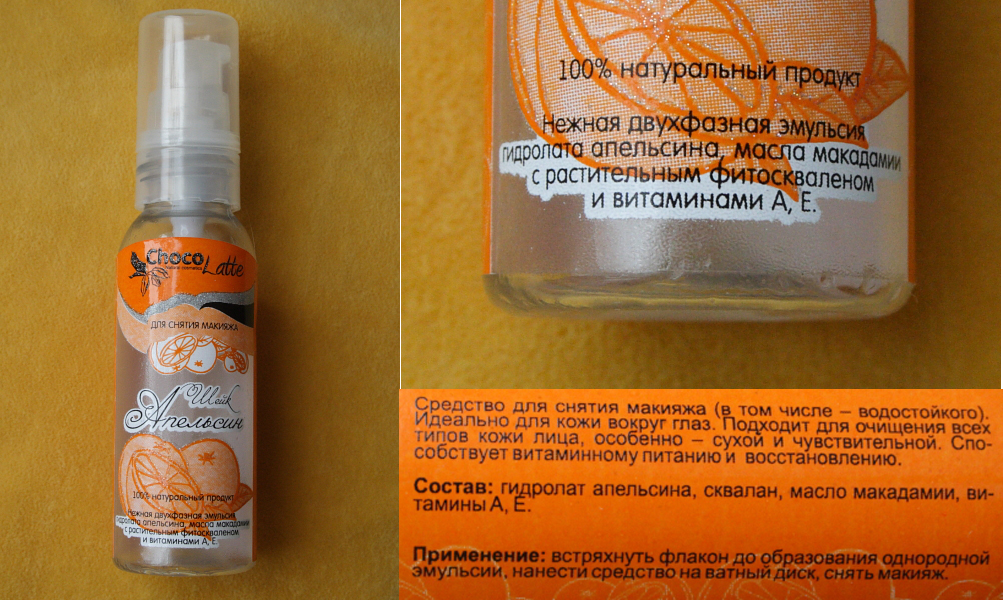 Choco
Latte
ДЛЯ СНЯТИЯ МАКИЯЖА
Шейк
Апельсин
100% натуральный продукт
Нежная двухфазная эмульсия
гидролата апельсина, масла макадамии
с растительным фитоскваленом
и витаминами А, Е.
100% натуральный продукт
Нежная двухфазная эмульсия
гидролата апельсина, масла макадамии
с растительным фитоскваленом
и витаминами А, Е.
Средство для снятия макияжа (в том числе – водостойкого).
Идеально для кожи вокруг глаз. Подходит для очищения всех
типов кожи лица, особенно – сухой и чувствительной. Спо-
собствует витаминному питанию и восстановлению.
Состав: гидролат апельсина, сквалан, масло макадамии, ви-
тамины А, Е.
Применение: встряхнуть флакон до образования однородной
эмульсии, нанести средство на ватный диск, снять макияж.